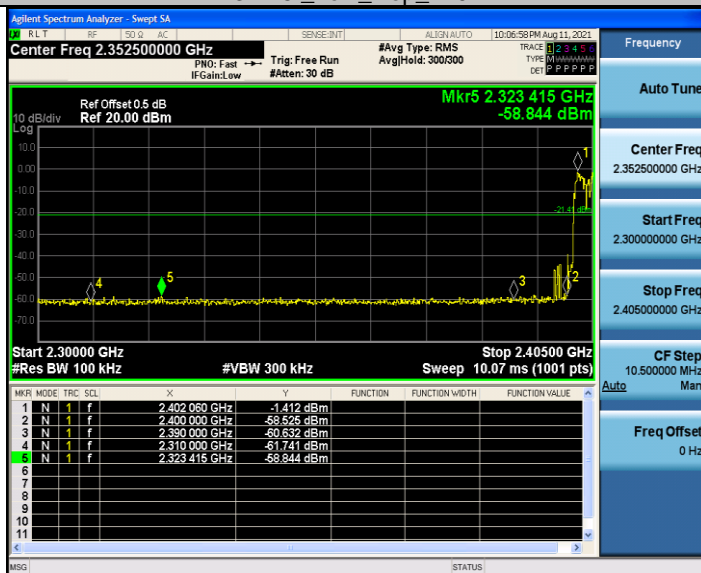 Agilent Spectrum Analyzer - Swept SA
LXI R L T RF 50 Ω AC SENSE:INT ALIGN AUTO 10:06:58 PM Aug 11, 2021
Center Freq 2.352500000 GHz
#Avg Type: RMS
TRACE 1 2 3 4 5 6
PNO: Fast
Trig: Free Run
Avg|Hold: 300/300
TYPE M WWWWW
IFGain:Low
#Atten: 30 dB
DET P P P P P P
Frequency
Auto Tune
Center Freq
2.352500000 GHz
Start Freq
2.300000000 GHz
Stop Freq
2.405000000 GHz
CF Step
10.500000 MHz
Auto Man
Freq Offset
0 Hz
Ref Offset 0.5 dB
Mkr5 2.323 415 GHz
10 dB/div Ref 20.00 dBm
-58.844 dBm
Log
10.0
0.00
-10.0
-20.0
-30.0
-40.0
-50.0
-60.0
-70.0
1
-21.41 dBm
4
5
3
2
Start 2.30000 GHz
Stop 2.40500 GHz
#Res BW 100 kHz
#VBW 300 kHz
Sweep 10.07 ms (1001 pts)
MKR MODE TRC SCL X Y FUNCTION FUNCTION WIDTH FUNCTION VALUE
1 N 1 f 2.402 060 GHz -1.412 dBm
2 N 1 f 2.400 000 GHz -58.525 dBm
3 N 1 f 2.390 000 GHz -60.632 dBm
4 N 1 f 2.310 000 GHz -61.741 dBm
5 N 1 f 2.323 415 GHz -58.844 dBm
6
7
8
9
10
11
MSG
STATUS